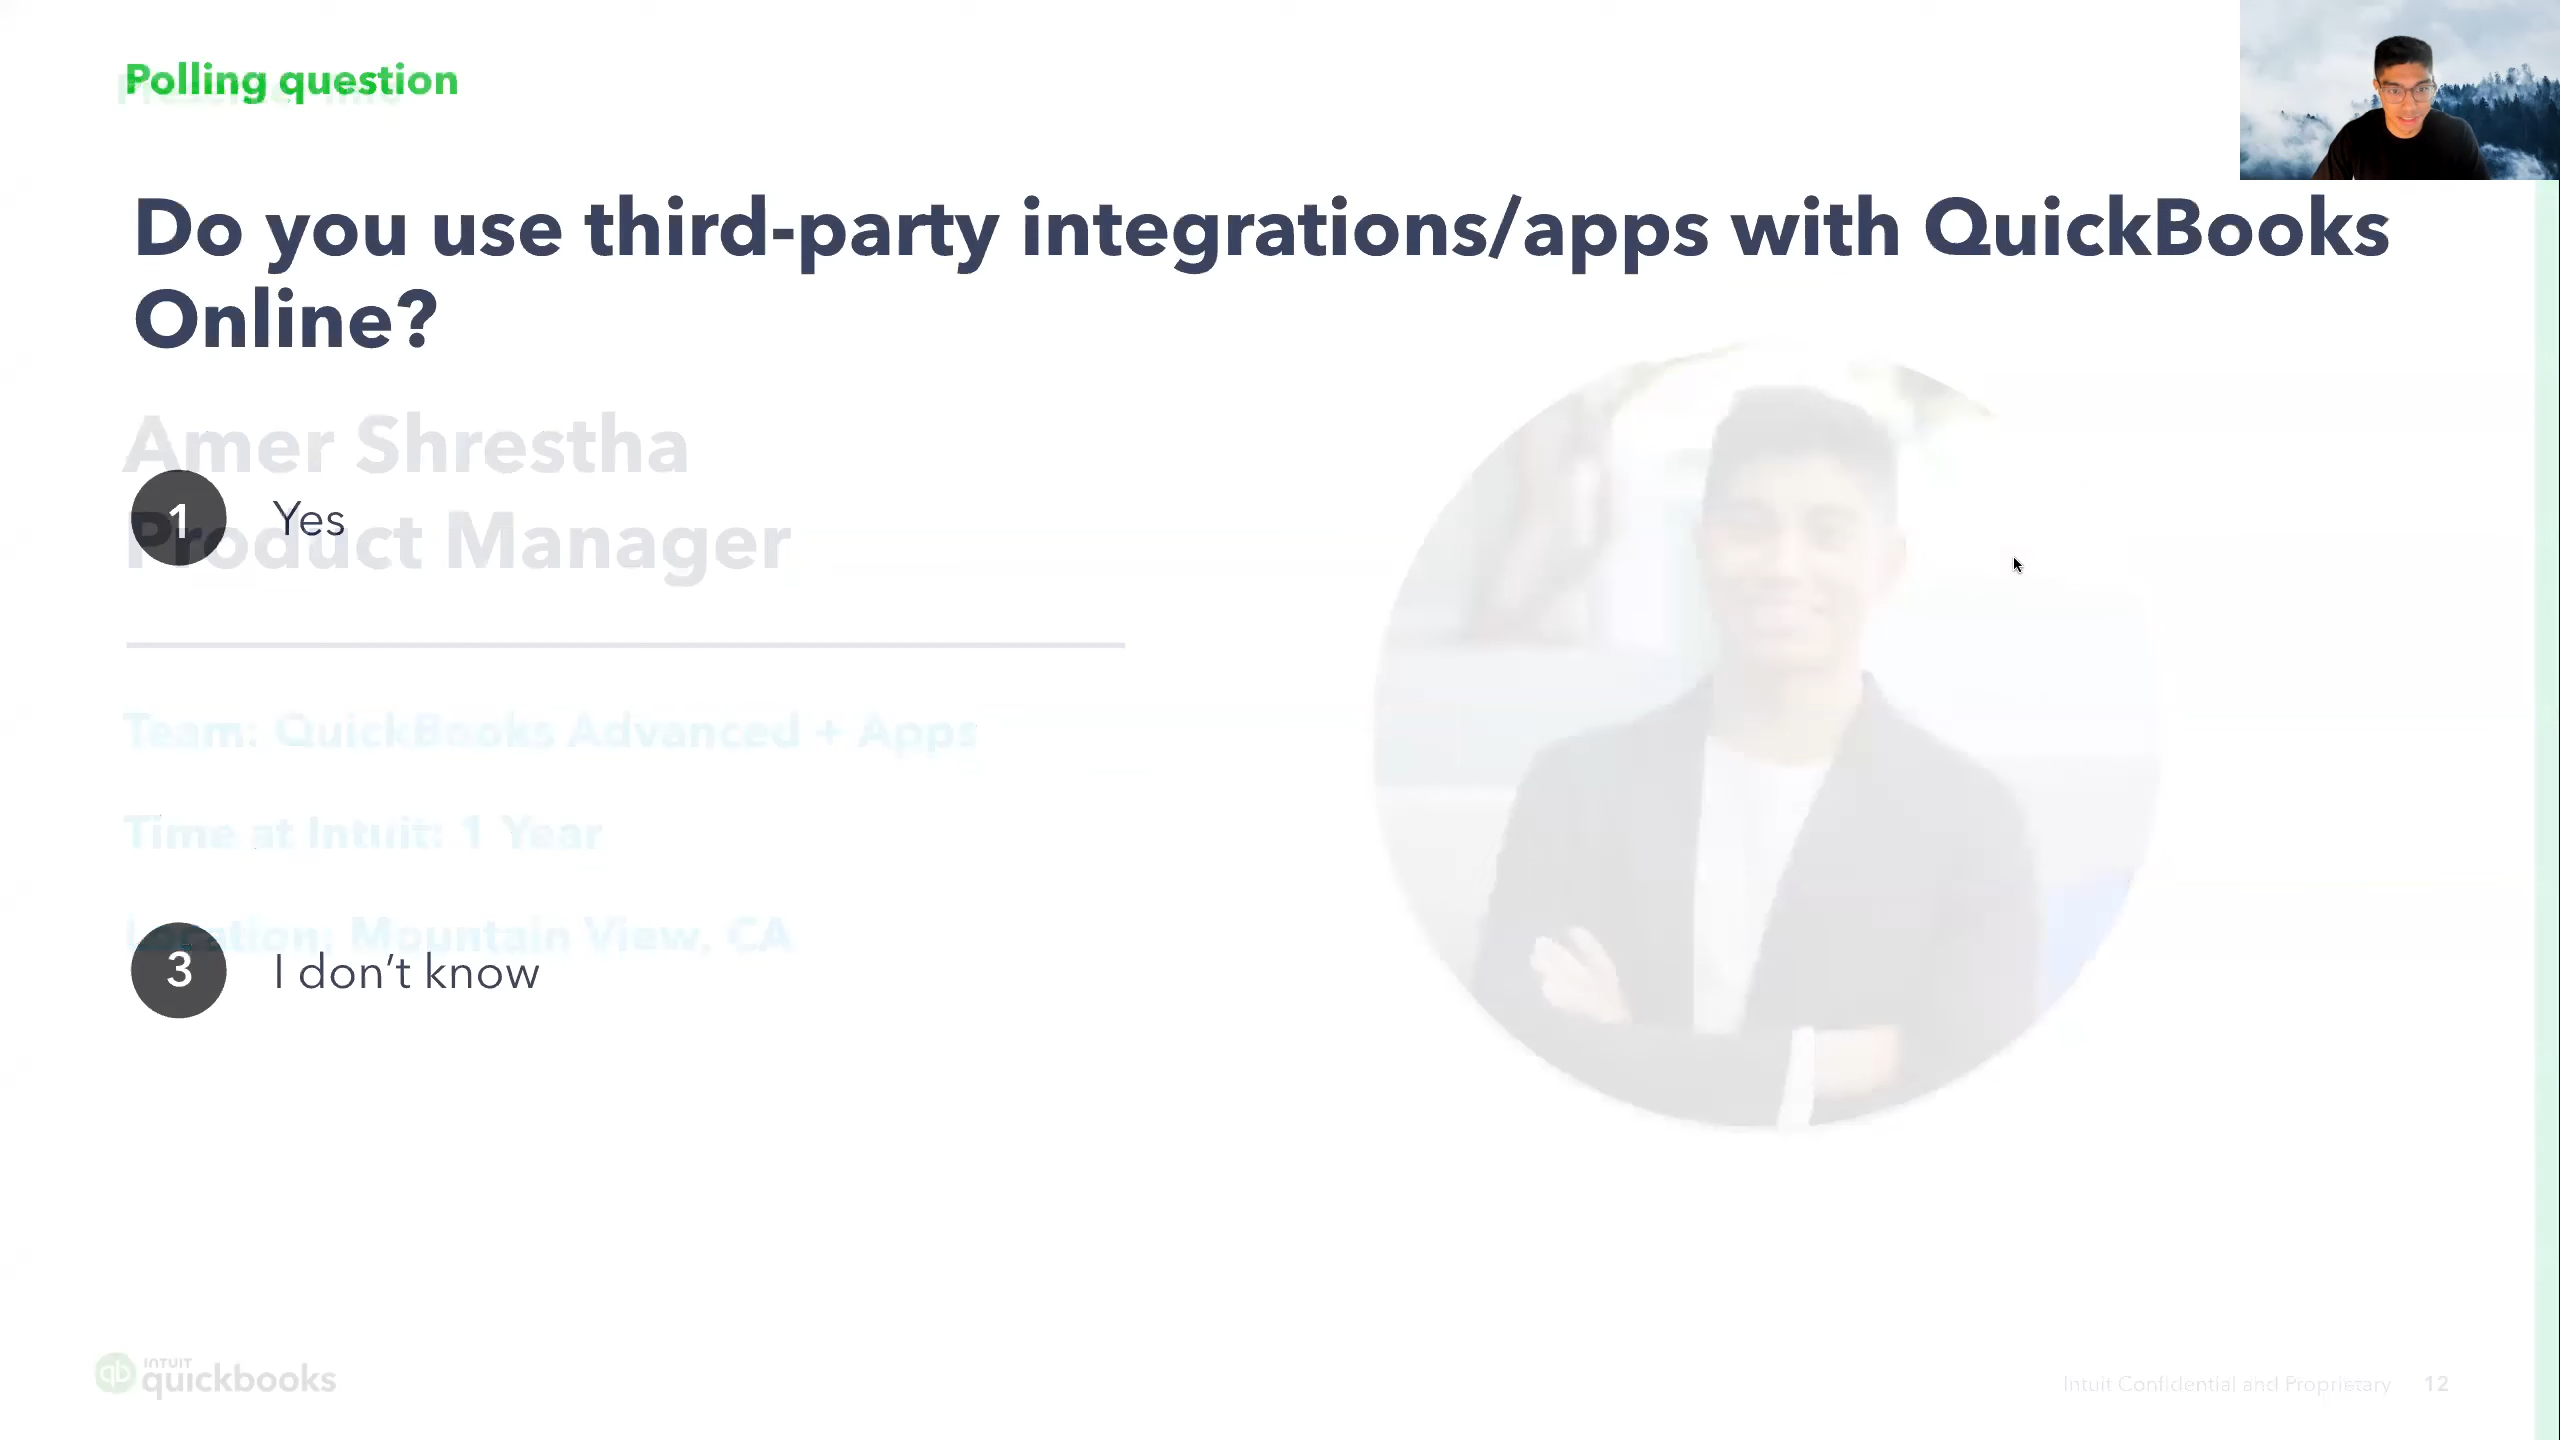 Polling question
Do you use third-party integrations/apps with QuickBooks
Online?
Amer Shrestha
1 Yes
Product Manager
Team: QuickBooks Advanced + Apps
Time at Intuit: 1 Year
Location: Mountain View, CA
3 I don’t know
qb INTUIT
quickbooks
Intuit Confidential and Proprietary 12